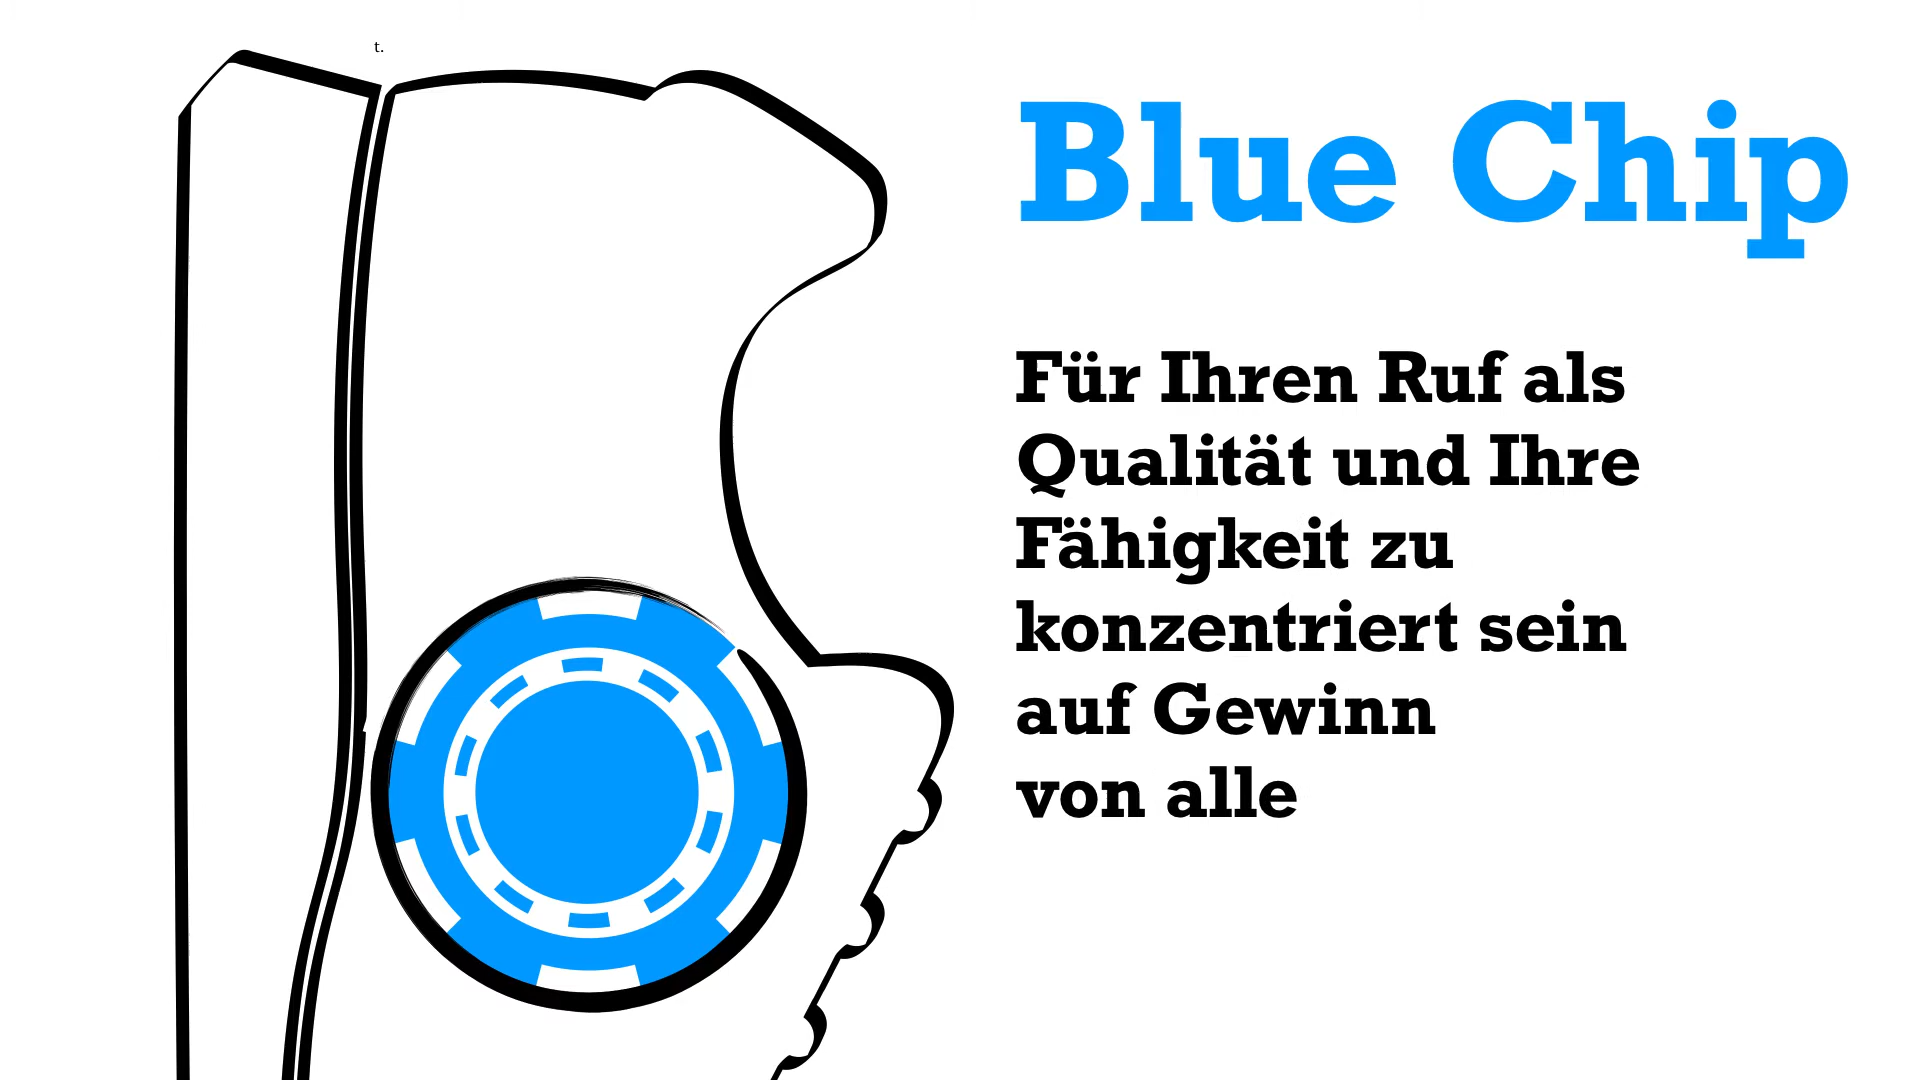 t.
Blue Chip
Für Ihren Ruf als
Qualität und Ihre
Fähigkeit zu
konzentriert sein
auf Gewinn
von alle